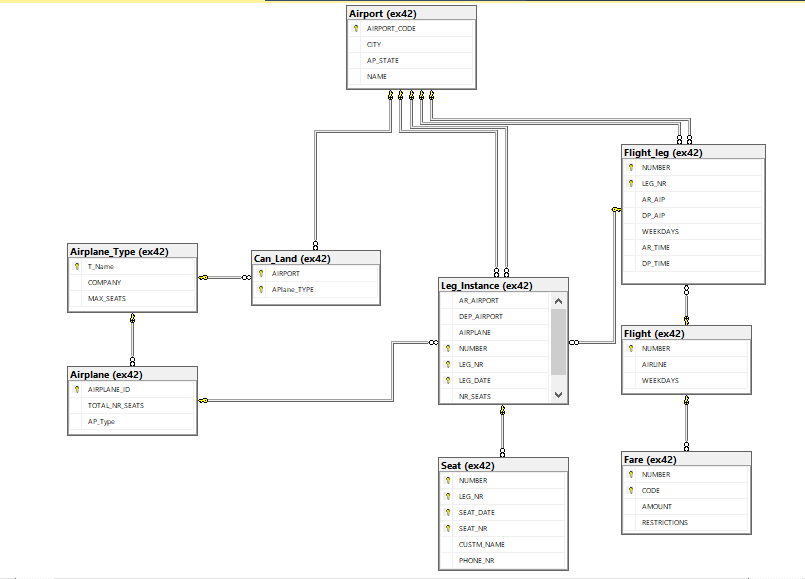 Airport (ex42)
AIRPORT_CODE
CITY
AP_STATE
NAME
Flight_leg (ex42)
NUMBER
LEG_NR
AR_AIP
DP_AIP
WEEKDAYS
AR_TIME
DP_TIME
Airplane_Type (ex42)
T_Name
COMPANY
MAX_SEATS
Can_Land (ex42)
AIRPORT
APlane_TYPE
Leg_Instance (ex42)
AR_AIRPORT
DEP_AIRPORT
AIRPLANE
NUMBER
LEG_NR
LEG_DATE
NR_SEATS
Flight (ex42)
NUMBER
AIRLINE
WEEKDAYS
Airplane (ex42)
AIRPLANE_ID
TOTAL_NR_SEATS
AP_Type
Seat (ex42)
NUMBER
LEG_NR
SEAT_DATE
SEAT_NR
CUSTM_NAME
PHONE_NR
Fare (ex42)
NUMBER
CODE
AMOUNT
RESTRICTIONS